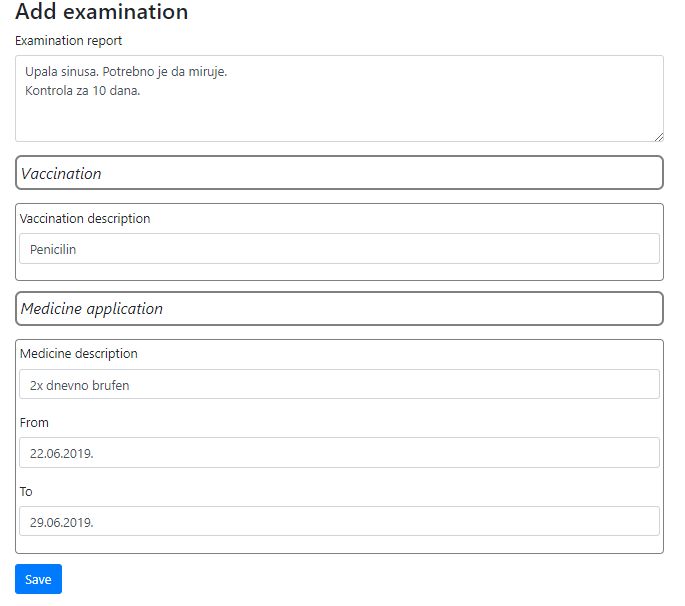 Add examination
Examination report
Upala sinusa. Potrebno je da miruje.
Kontrola za 10 dana.
Vaccination
Vaccination description
Penicilin
Medicine application
Medicine description
2x dnevno brufen
From
22.06.2019.
To
29.06.2019.
Save